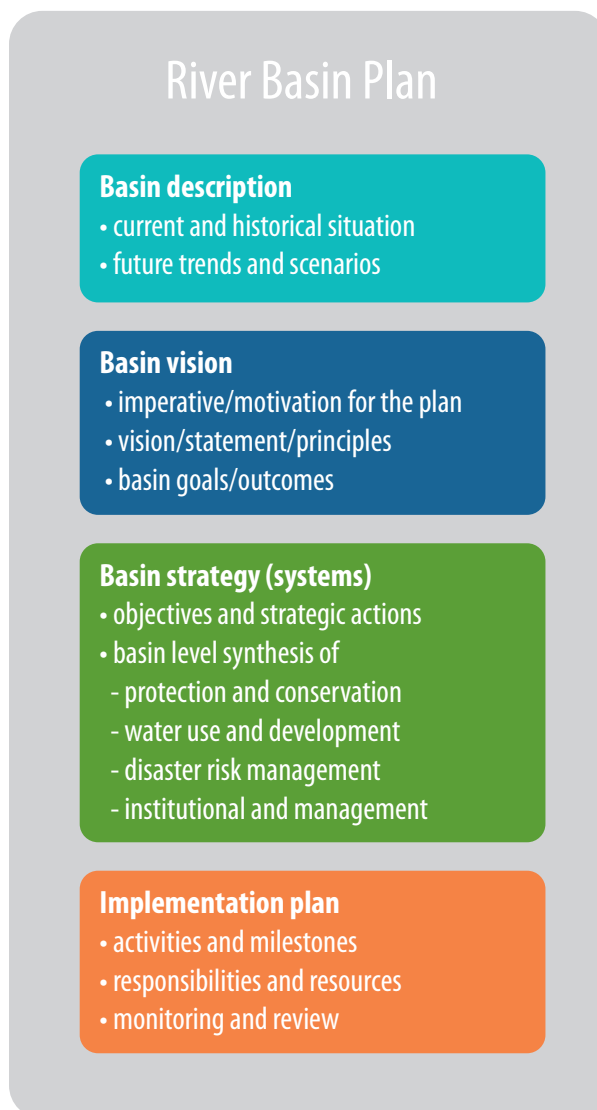 River Basin Plan
Basin description
• current and historical situation
• future trends and scenarios
Basin vision
• imperative/motivation for the plan
• vision/statement/principles
• basin goals/outcomes
Basin strategy (systems)
• objectives and strategic actions
• basin level synthesis of
- protection and conservation
- water use and development
- disaster risk management
- institutional and management
Implementation plan
• activities and milestones
• responsibilities and resources
• monitoring and review